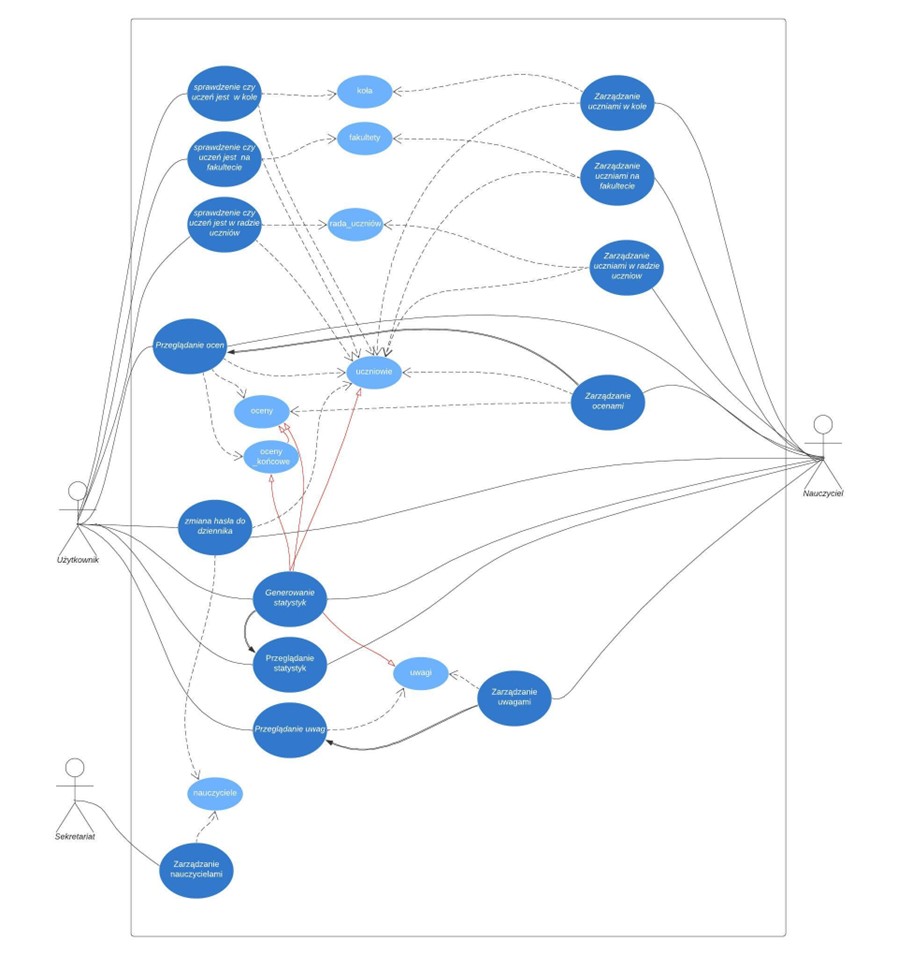 sprawdzenie czy
uczeń jest  w kole
koła
Zarządzanie
uczniami w kole
sprawdzenie czy
uczeń jest  na
fakultecie
fakultety
Zarządzanie
uczniami na
fakultecie
sprawdzenie czy
uczeń jest w radzie
uczniów
rada_uczniów
Zarządzanie
uczniami w radzie
uczniow
Przeglądanie ocen
uczniowie
Zarządzanie
ocenami
oceny
oceny
_końcowe
Nauczyciel
zmiana hasła do
dziennika
Użytkownik
Generowanie
statystyk
Przeglądanie
statystyk
uwagi
Zarządzanie
uwagami
Przeglądanie uwag
nauczyciele
Sekretariat
Zarządzanie
nauczycielami